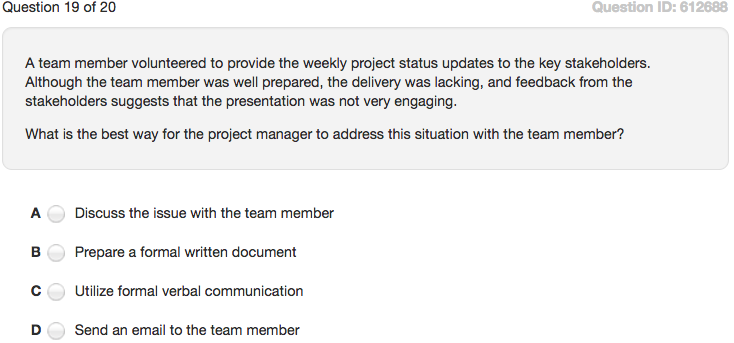 Question 19 of 20
Question ID: 612688
A team member volunteered to provide the weekly project status updates to the key stakeholders.
Although the team member was well prepared, the delivery was lacking, and feedback from the
stakeholders suggests that the presentation was not very engaging.
What is the best way for the project manager to address this situation with the team member?
A Discuss the issue with the team member
B Prepare a formal written document
C Utilize formal verbal communication
D Send an email to the team member